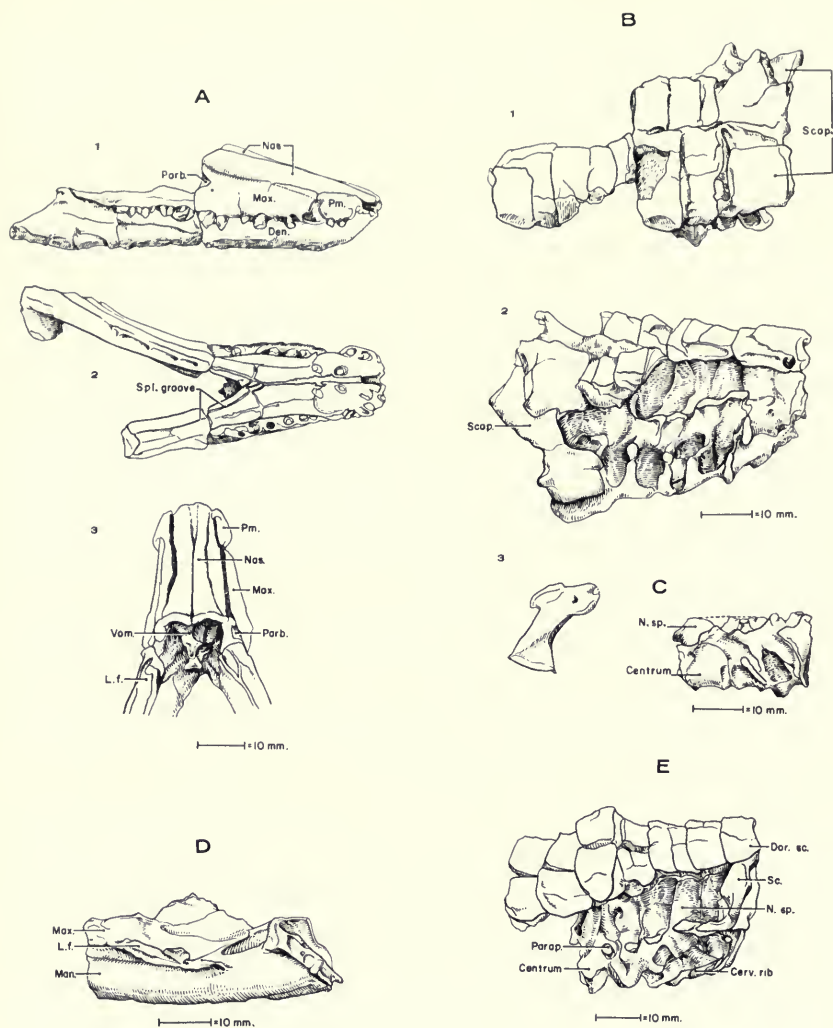 A
1
Nas.
Porb.
Max.
Pm.
Den.
2
Spl. groove
3
Pm.
Nas.
Max.
Vom.
Porb.
L.f.
=10 mm.
B
1
Scap.
2
Scap.
=10 mm.
3
C
N. sp.
Centrum
=10 mm.
D
Max.
L.f.
Man.
=10 mm.
E
Dor. sc.
Sc.
N. sp.
Parap.
Centrum
Cerv. rib
=10 mm.